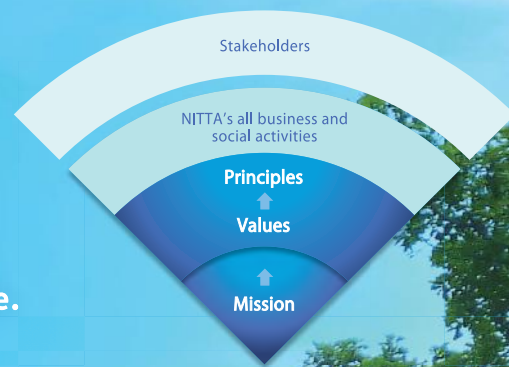 Stakeholders
NITTA's all business and
social activities
Principles
Values
Mission
e.